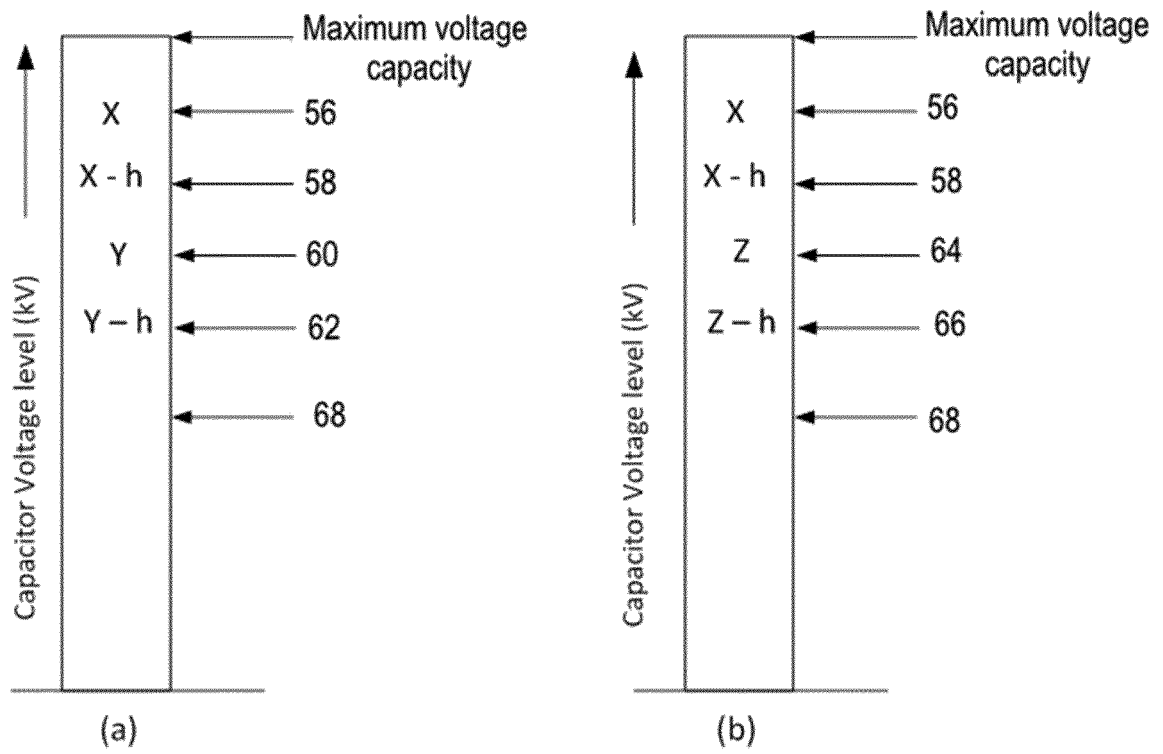 Maximum voltage
capacity
X
56
X - h
58
Y
60
Y – h
62
68
Capacitor Voltage level (kV)
(a)
Maximum voltage
capacity
X
56
X - h
58
Z
64
Z – h
66
68
Capacitor Voltage level (kV)
(b)